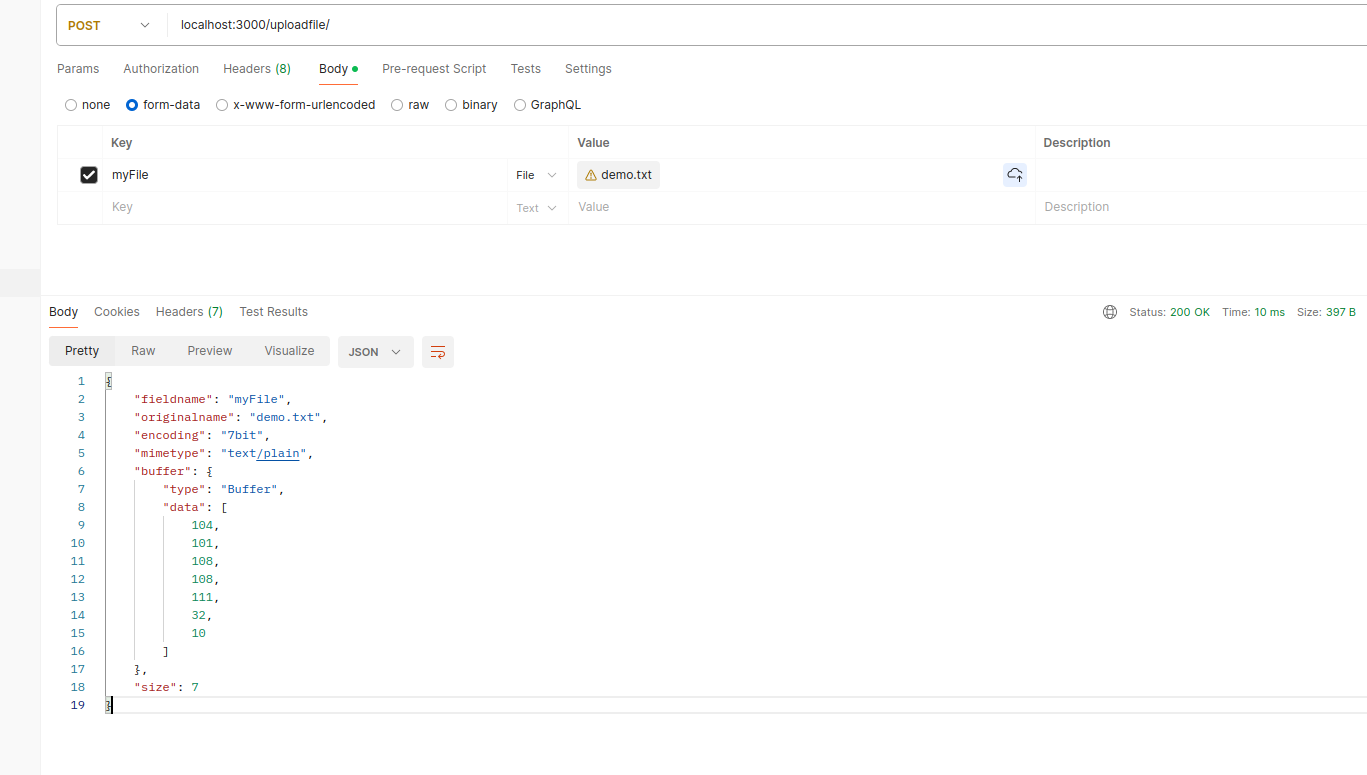 POST localhost:3000/uploadfile/
Params Authorization Headers (8) Body Pre-request Script Tests Settings
none form-data x-www-form-urlencoded raw binary GraphQL
Key Value Description
myFile File demo.txt
Key Text Value Description
Body Cookies Headers (7) Test Results Status: 200 OK Time: 10 ms Size: 397 B
Pretty Raw Preview Visualize JSON
1 {
2 "fieldname": "myFile",
3 "originalname": "demo.txt",
4 "encoding": "7bit",
5 "mimetype": "text/plain",
6 "buffer": {
7 "type": "Buffer",
8 "data": [
9 104,
10 101,
11 108,
12 108,
13 111,
14 32,
15 10
16 ]
17 },
18 "size": 7
19 }